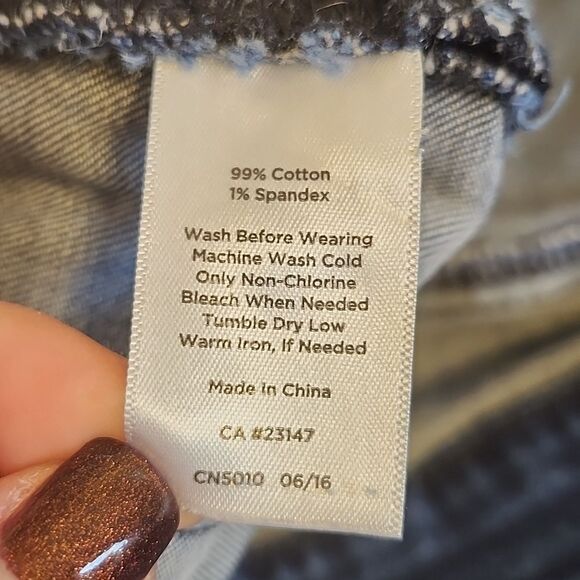 99% Cotton
1% Spandex
Wash Before Wearing
Machine Wash Cold
Only Non-Chlorine
Bleach When Needed
Tumble Dry Low
Warm Iron, If Needed
Made In China
CA #23147
CN5010 06/16